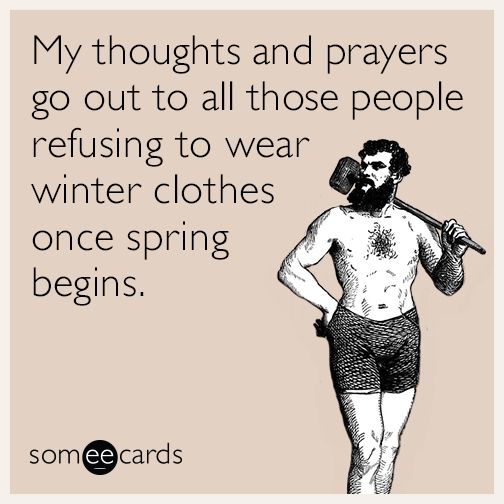 My thoughts and prayers
go out to all those people
refusing to wear
winter clothes
once spring
begins.
someecards